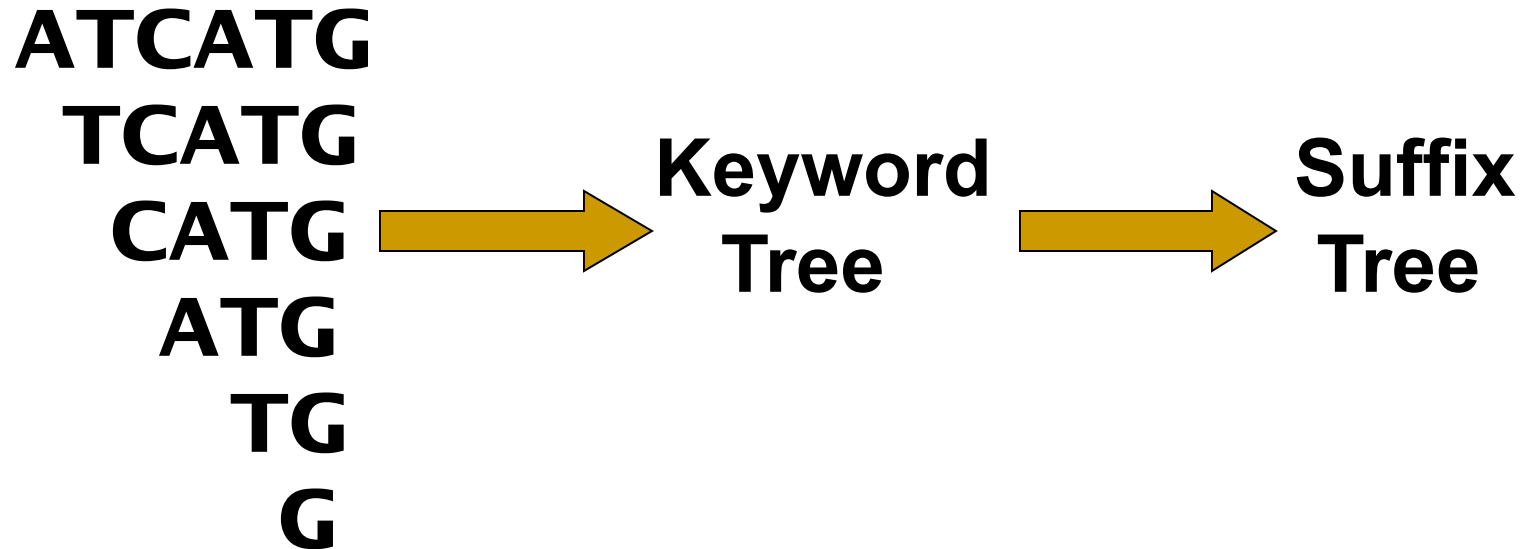 ATCATG
TCATG
CATG
ATG
TG
G
Keyword
Tree
Suffix
Tree